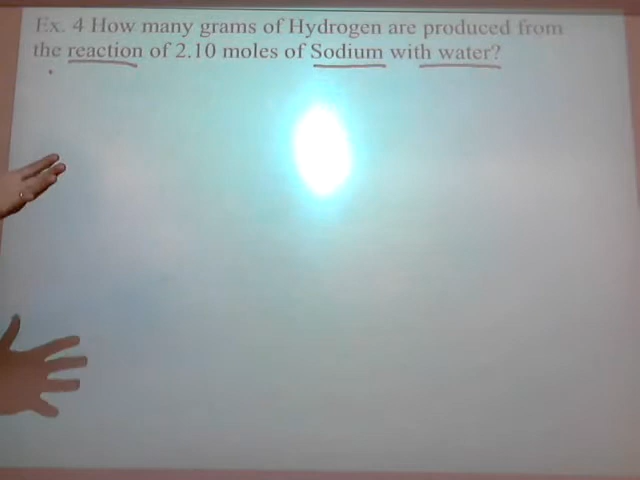 Ex. 4 How many grams of Hydrogen are produced from
the reaction of 2.10 moles of Sodium with water?